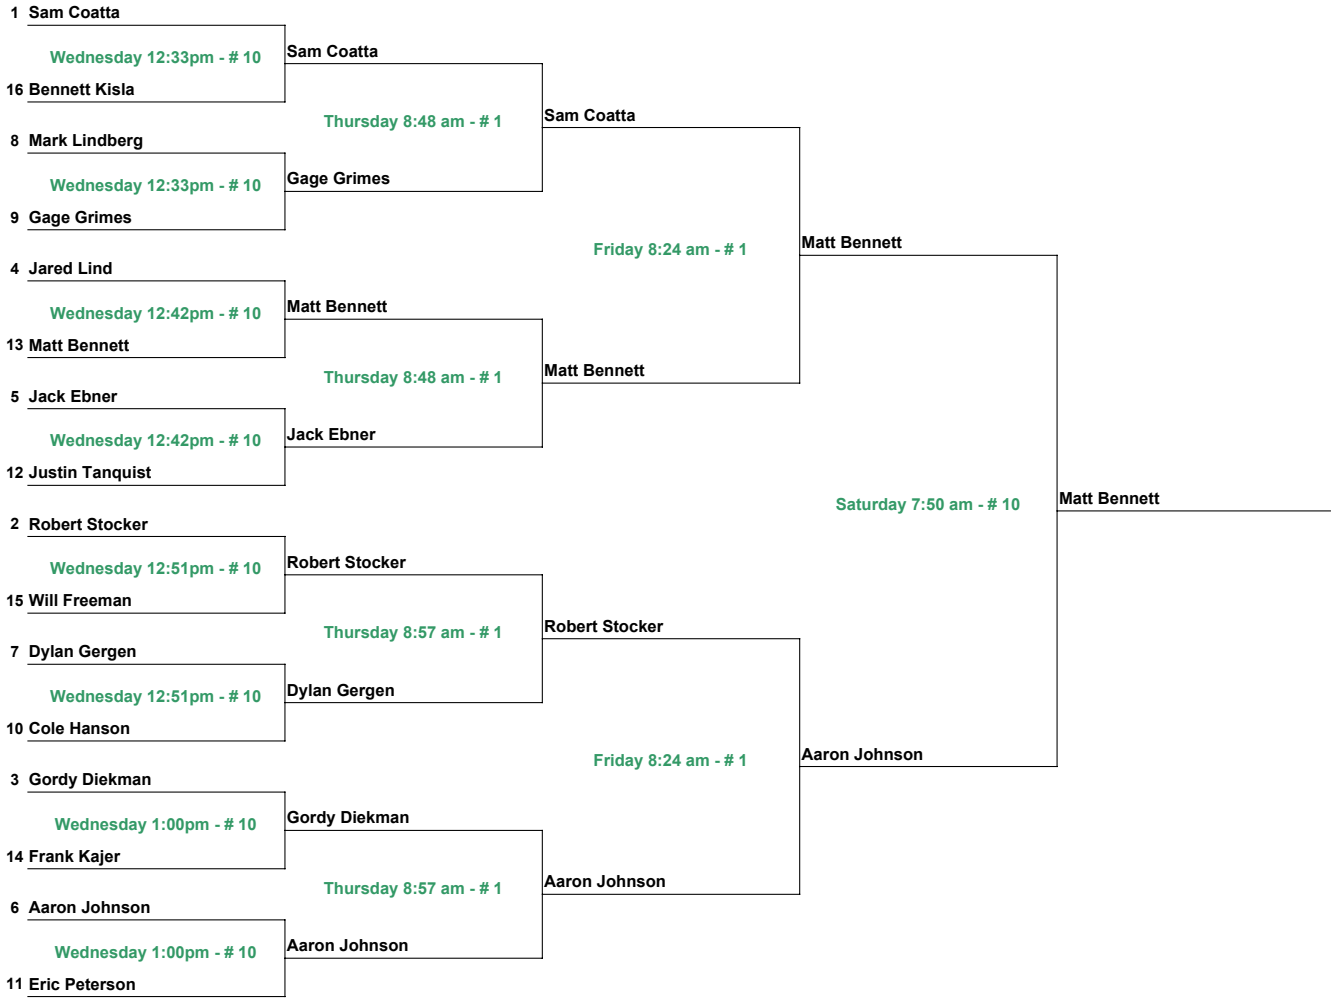 1 Sam Coatta
Wednesday 12:33pm - # 10
16 Bennett Kisla
Sam Coatta
Thursday 8:48 am - # 1
8 Mark Lindberg
Wednesday 12:33pm - # 10
9 Gage Grimes
Gage Grimes
Sam Coatta
Friday 8:24 am - # 1
4 Jared Lind
Wednesday 12:42pm - # 10
13 Matt Bennett
Matt Bennett
Thursday 8:48 am - # 1
5 Jack Ebner
Wednesday 12:42pm - # 10
12 Justin Tanquist
Jack Ebner
Matt Bennett
Matt Bennett
Saturday 7:50 am - # 10
Matt Bennett
2 Robert Stocker
Wednesday 12:51pm - # 10
15 Will Freeman
Robert Stocker
Thursday 8:57 am - # 1
7 Dylan Gergen
Wednesday 12:51pm - # 10
10 Cole Hanson
Dylan Gergen
Robert Stocker
Friday 8:24 am - # 1
3 Gordy Diekman
Wednesday 1:00pm - # 10
14 Frank Kajer
Gordy Diekman
Thursday 8:57 am - # 1
6 Aaron Johnson
Wednesday 1:00pm - # 10
11 Eric Peterson
Aaron Johnson
Aaron Johnson
Aaron Johnson